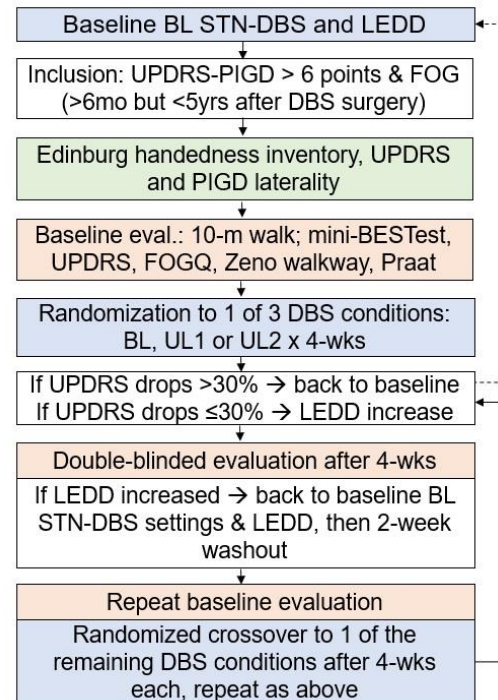 Baseline BL STN-DBS and LEDD
Inclusion: UPDRS-PIGD > 6 points & FOG
(>6mo but <5yrs after DBS surgery)
Edinburg handedness inventory, UPDRS
and PIGD laterality
Baseline eval.: 10-m walk; mini-BESTest,
UPDRS, FOGQ, Zeno walkway, Praat
Randomization to 1 of 3 DBS conditions:
BL, UL1 or UL2 x 4-wks
If UPDRS drops >30% → back to baseline
If UPDRS drops ≤30% → LEDD increase
Double-blinded evaluation after 4-wks
If LEDD increased → back to baseline BL
STN-DBS settings & LEDD, then 2-week
washout
Repeat baseline evaluation
Randomized crossover to 1 of the
remaining DBS conditions after 4-wks
each, repeat as above